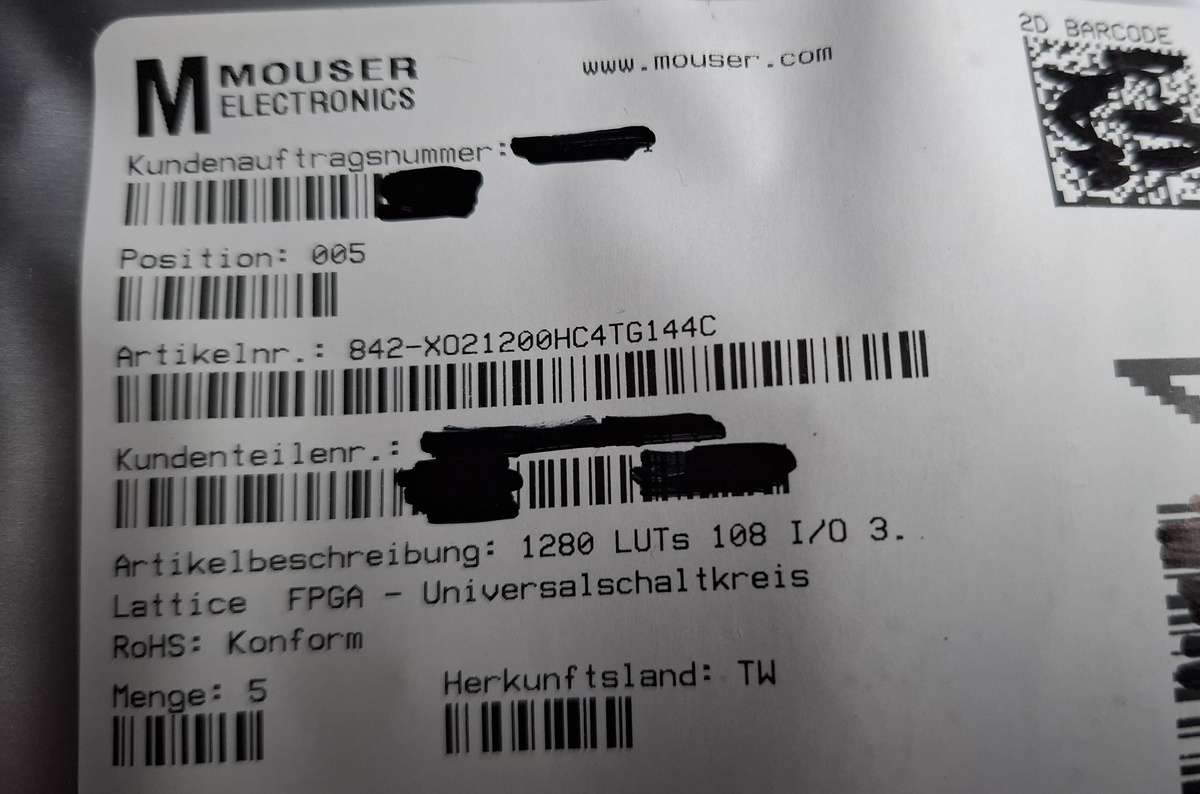 MOUSER
ELECTRONICS
www.mouser.com
2D BARCODE
Kundenauftragsnummer:
Position: 005
Artikelnr.: 842-XO21200HC4TG144C
Kundenteilenr.:
Artikelbeschreibung: 1280 LUTs 108 I/O 3.
Lattice FPGA - Universalschaltkreis
RoHS: Konform
Menge: 5
Herkunftsland: TW